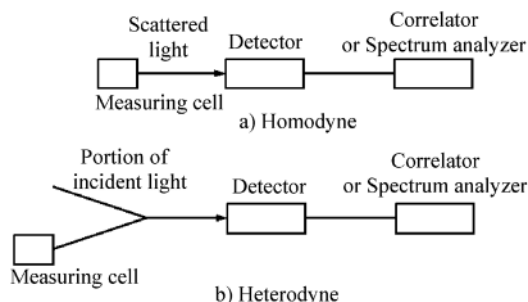 Scattered
light
Detector
Correlator
or Spectrum analyzer
Measuring cell
a) Homodyne
Portion of
incident light
Detector
Correlator
or Spectrum analyzer
Measuring cell
b) Heterodyne